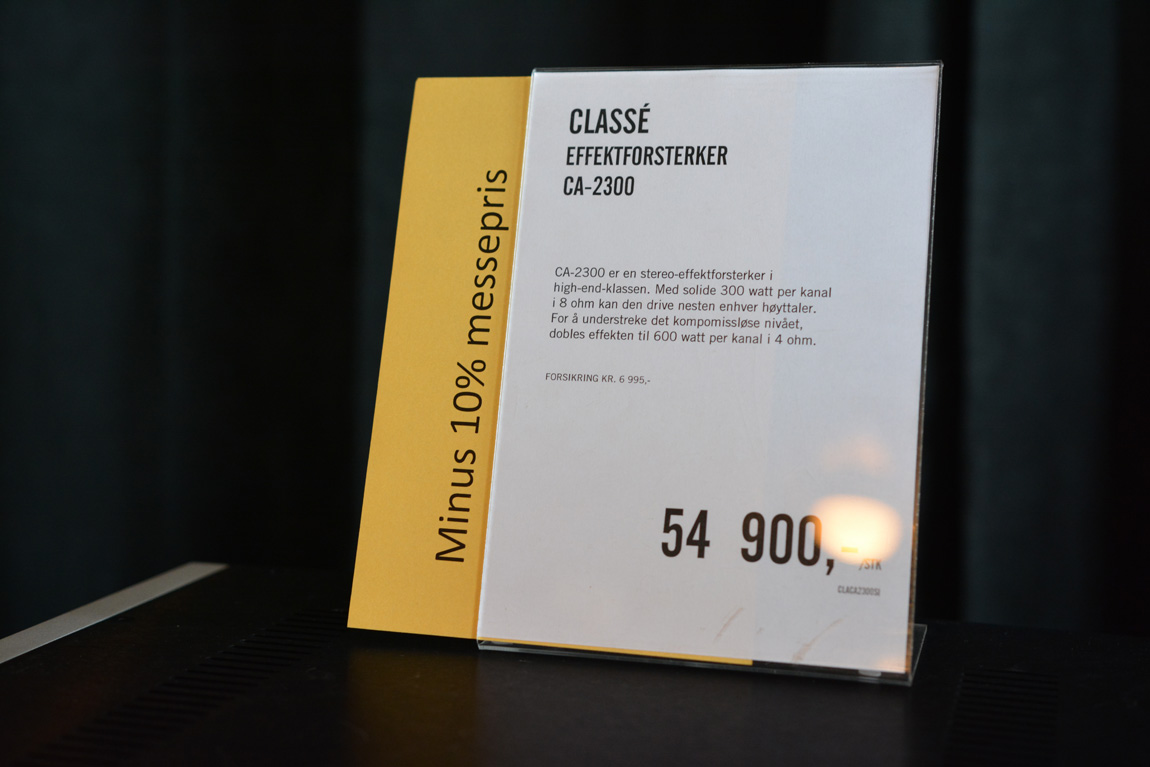 Minus 10% messepris
CLASSÉ
EFFEKTFORSTERKER
CA-2300
CA-2300 er en stereo-effektforsterker i
high-end-klassen. Med solide 300 watt per kanal
i 8 ohm kan den drive nesten enhver høyttaler.
For å understreke det kompomissløse nivået,
dobles effekten til 600 watt per kanal i 4 ohm.
FORSIKRING KR. 6 995,-
54 900,-
/STK
CLACA2300SI